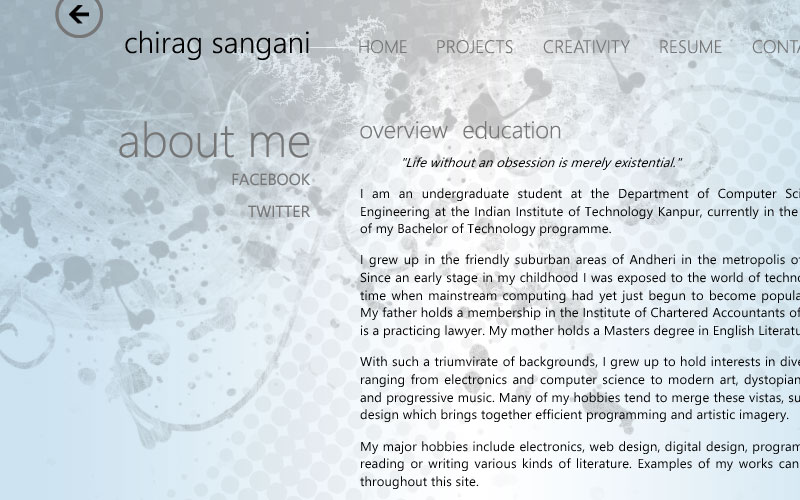 chirag sangani
HOME PROJECTS CREATIVITY RESUME
about me
FACEBOOK
TWITTER
overview education
"Life without an obsession is merely existential."
I am an undergraduate student at the Department of Computer
Engineering at the Indian Institute of Technology Kanpur, currently in the
of my Bachelor of Technology programme.
I grew up in the friendly suburban areas of Andheri in the metropolis of
Since an early stage in my childhood I was exposed to the world of
time when mainstream computing had yet just begun to become
My father holds a membership in the Institute of Chartered Accountants of
is a practicing lawyer. My mother holds a Masters degree in English
With such a triumvirate of backgrounds, I grew up to hold interests in
ranging from electronics and computer science to modern art, dystopian
and progressive music. Many of my hobbies tend to merge these vistas,
design which brings together efficient programming and artistic imagery.
My major hobbies include electronics, web design, digital design,
reading or writing various kinds of literature. Examples of my works can
throughout this site.